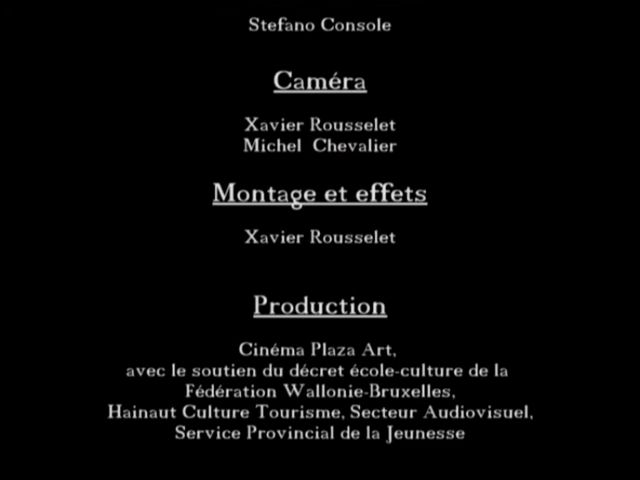 Stefano Console
Caméra
Xavier Rousselet
Michel Chevalier
Montage et effets
Xavier Rousselet
Production
Cinéma Plaza Art,
avec le soutien du décret école-culture de la
Fédération Wallonie-Bruxelles,
Hainaut Culture Tourisme, Secteur Audiovisuel,
Service Provincial de la Jeunesse